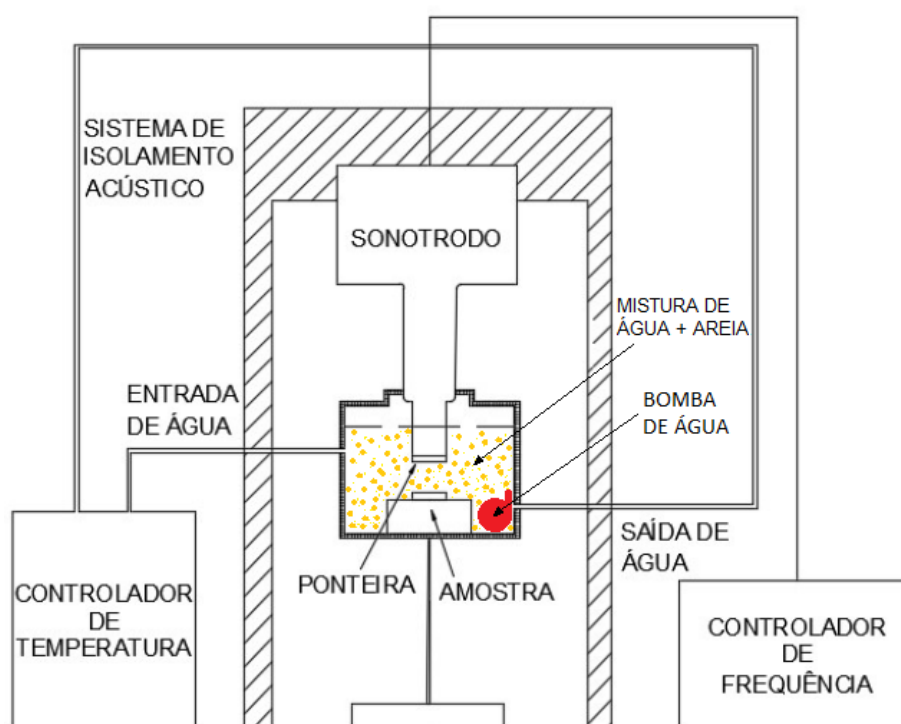 SISTEMA DE
ISOLAMENTO
ACÚSTICO
SONOTRODO
MISTURA DE
ÁGUA + AREIA
ENTRADA
DE ÁGUA
BOMBA
DE ÁGUA
PONTEIRA
AMOSTRA
SAÍDA DE
ÁGUA
CONTROLADOR
DE
TEMPERATURA
CONTROLADOR
DE
FREQUÊNCIA